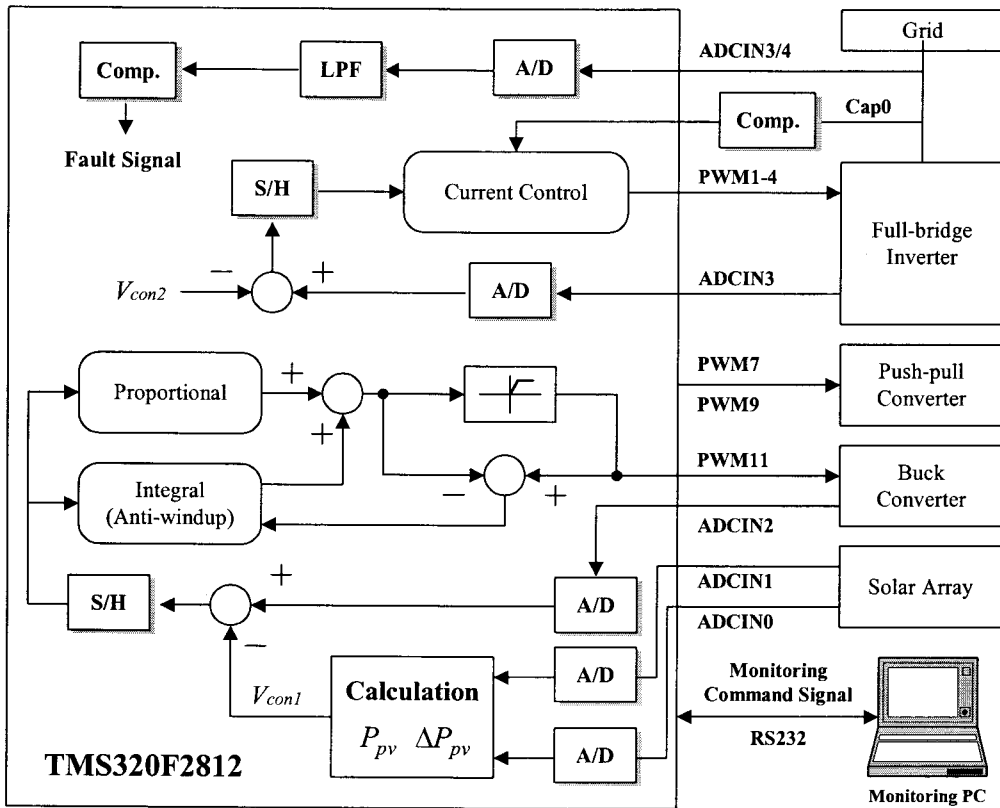 Grid
ADCIN3/4
Comp.
LPF
A/D
Cap0
Comp.
Fault Signal
S/H
Current Control
PWM1-4
Full-bridge
Inverter
−
+
Vcon2
A/D
ADCIN3
Proportional
+
+
PWM7
PWM9
Push-pull
Converter
Integral
(Anti-windup)
−
+
PWM11
Buck
Converter
ADCIN2
S/H
+
−
A/D
ADCIN1
ADCIN0
Solar Array
Vcon1
Calculation
Ppv ΔPpv
A/D
A/D
Monitoring
Command Signal
RS232
TMS320F2812
Monitoring PC